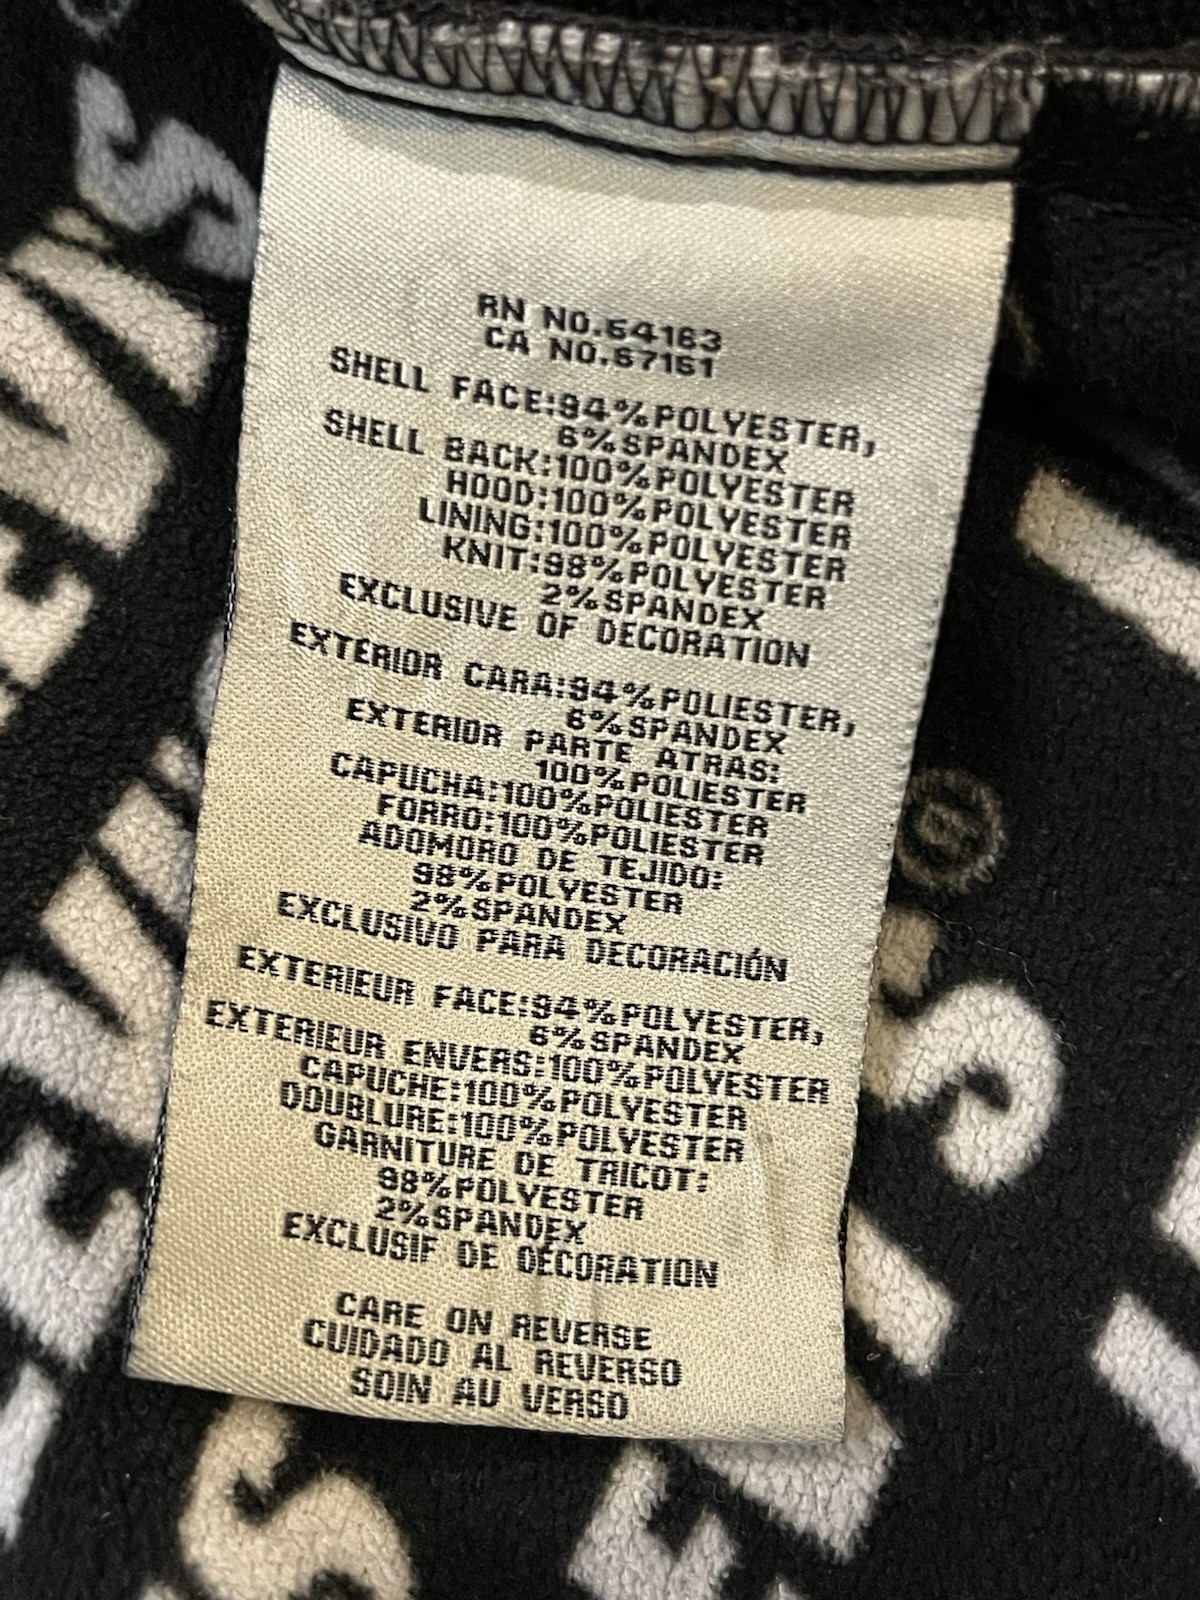 RN NO.54163
CA NO.57151
SHELL FACE:94%POLYESTER,
6%SPANDEX
SHELL BACK:100%POLYESTER
HOOD:100%POLYESTER
LINING:100%POLYESTER
KNIT:98%POLYESTER
2%SPANDEX
EXCLUSIVE OF DECORATION
EXTÉRIOR CARA:94%POLIESTER,
6%SPANDEX
EXTERIOR PARTE ATRAS:
100%POLIESTER
CAPUCHA:100%POLIESTER
FORRO:100%POLIESTER
ADOMORO DE TEJIDO:
98%POLYESTER
2%SPANDEX
EXCLUSIVO PARA DECORACIÓN
EXTERIEUR FACE:94%POLYESTER,
6%SPANDEX
EXTERIEUR ENVERS:100%POLYESTER
CAPUCHE:100%POLYESTER
DOUBLURE:100%POLYESTER
GARNITURE DE TRICOT:
98%POLYESTER
2%SPANDEX
EXCLUSIF DE DÉCORATION
CARE ON REVERSE
CUIDADO AL REVERSO
SOIN AU VERSO